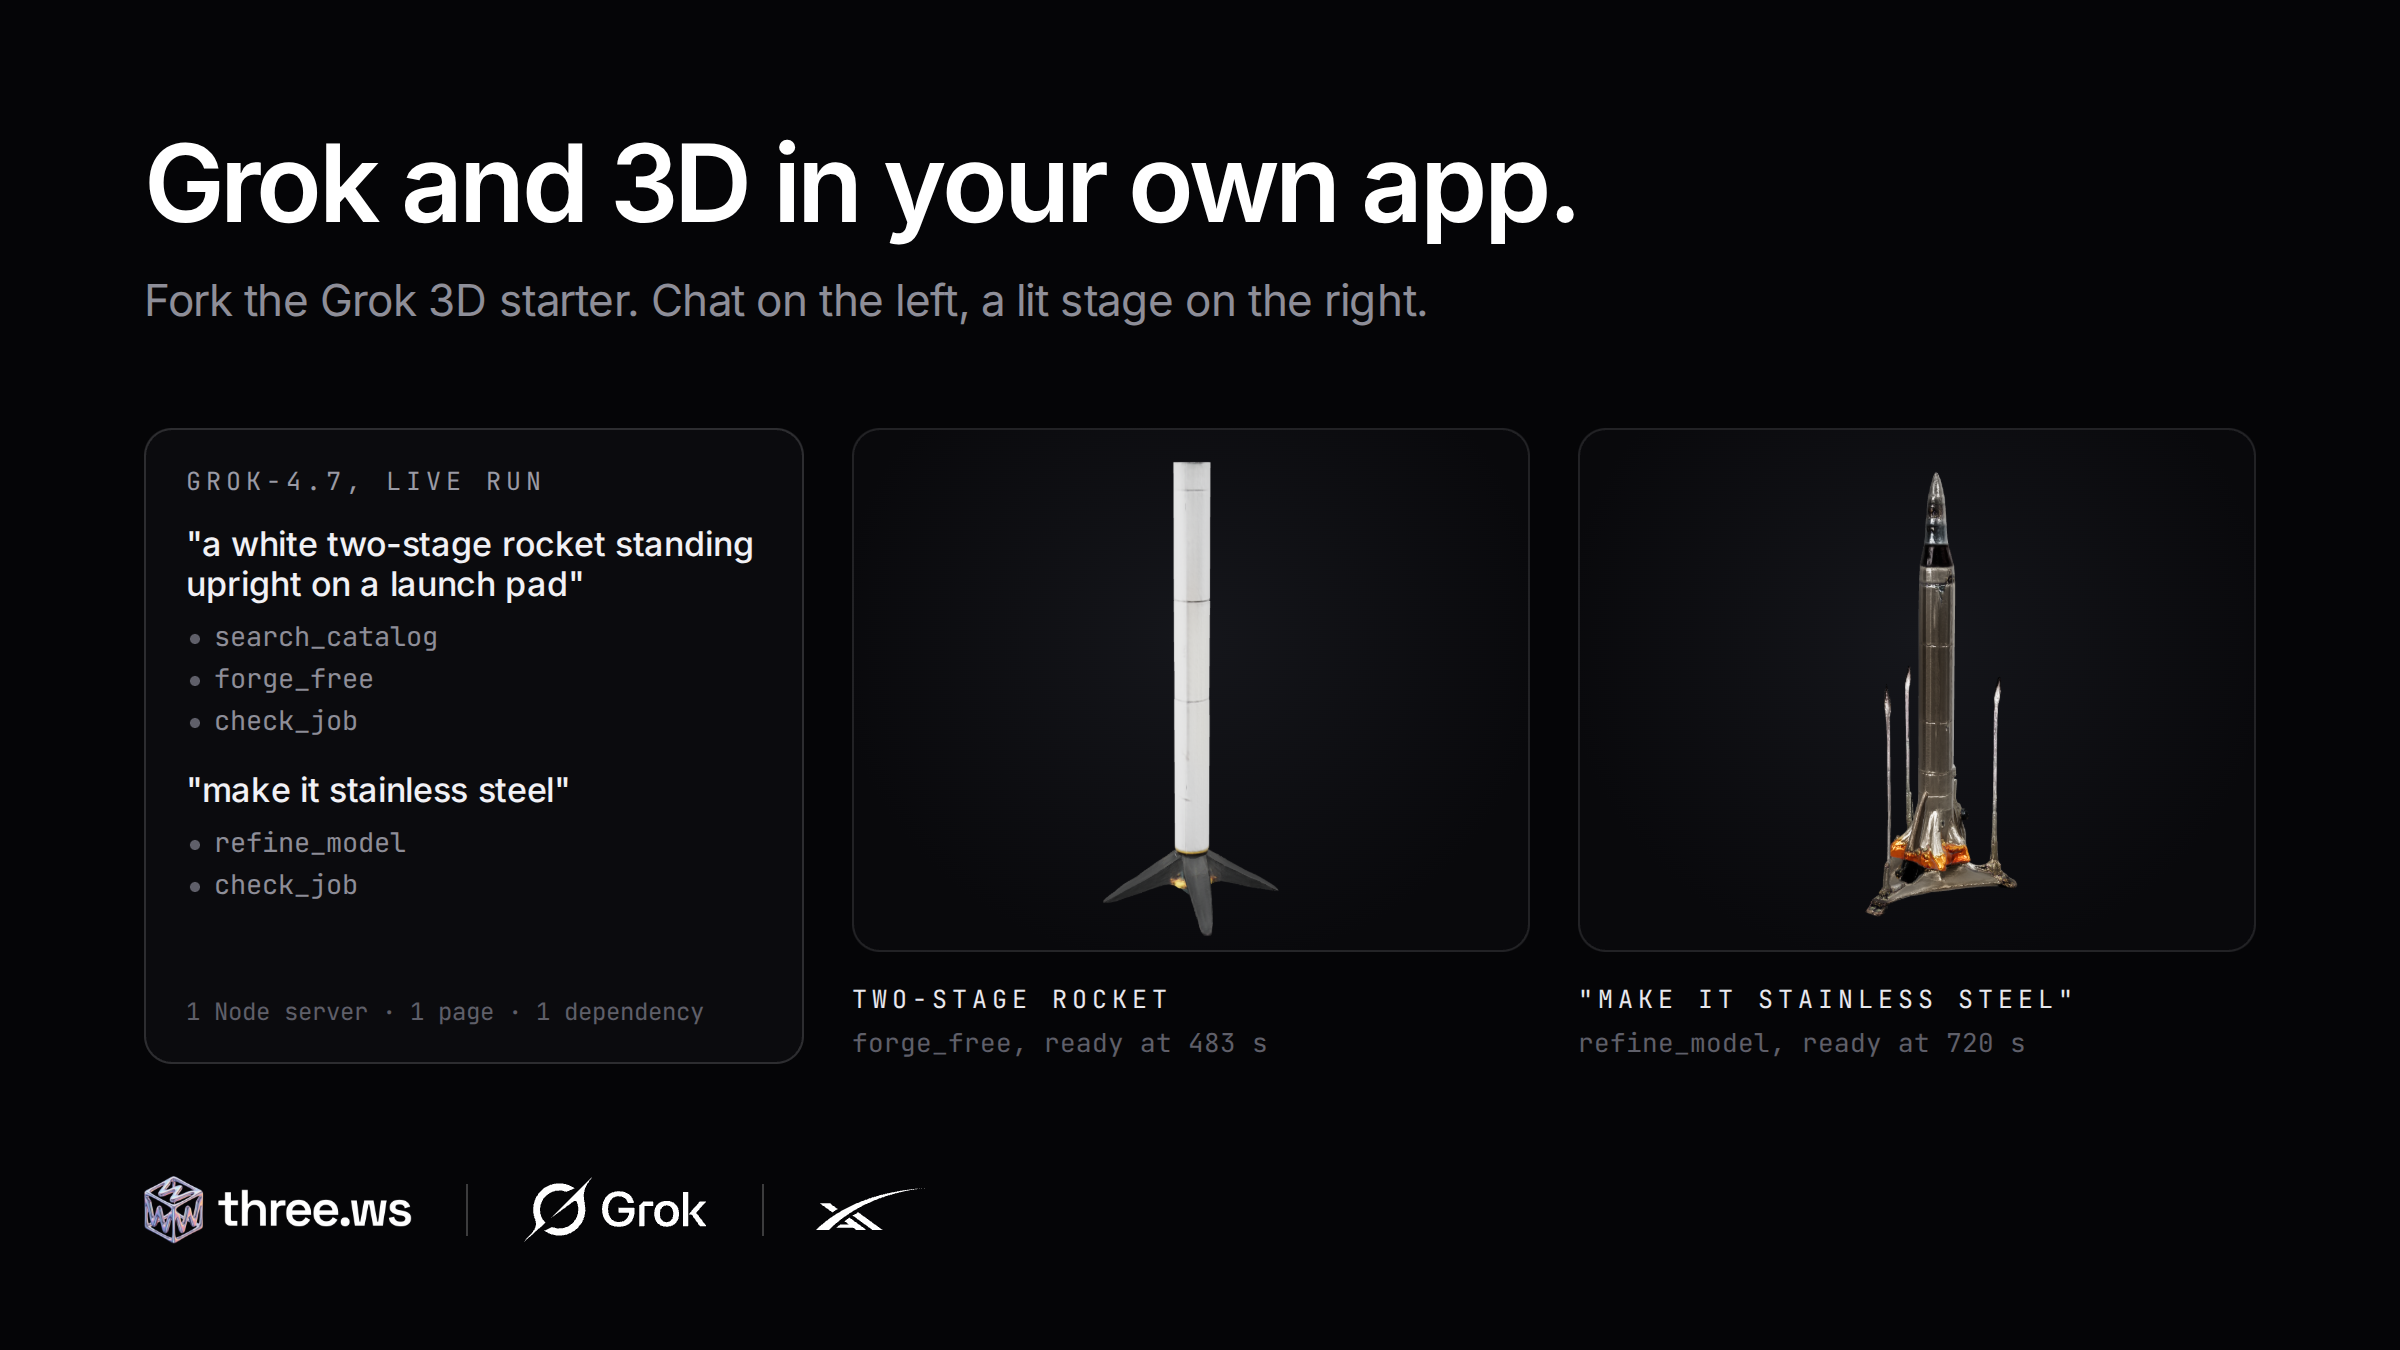 Grok and 3D in your own app.
Fork the Grok 3D starter. Chat on the left, a lit stage on the right.
GROK-4.7, LIVE RUN
"a white two-stage rocket standing
upright on a launch pad"
• search_catalog
• forge_free
• check_job
"make it stainless steel"
• refine_model
• check_job
1 Node server · 1 page · 1 dependency
TWO-STAGE ROCKET
forge_free, ready at 483 s
"MAKE IT STAINLESS STEEL"
refine_model, ready at 720 s
three.ws
Grok